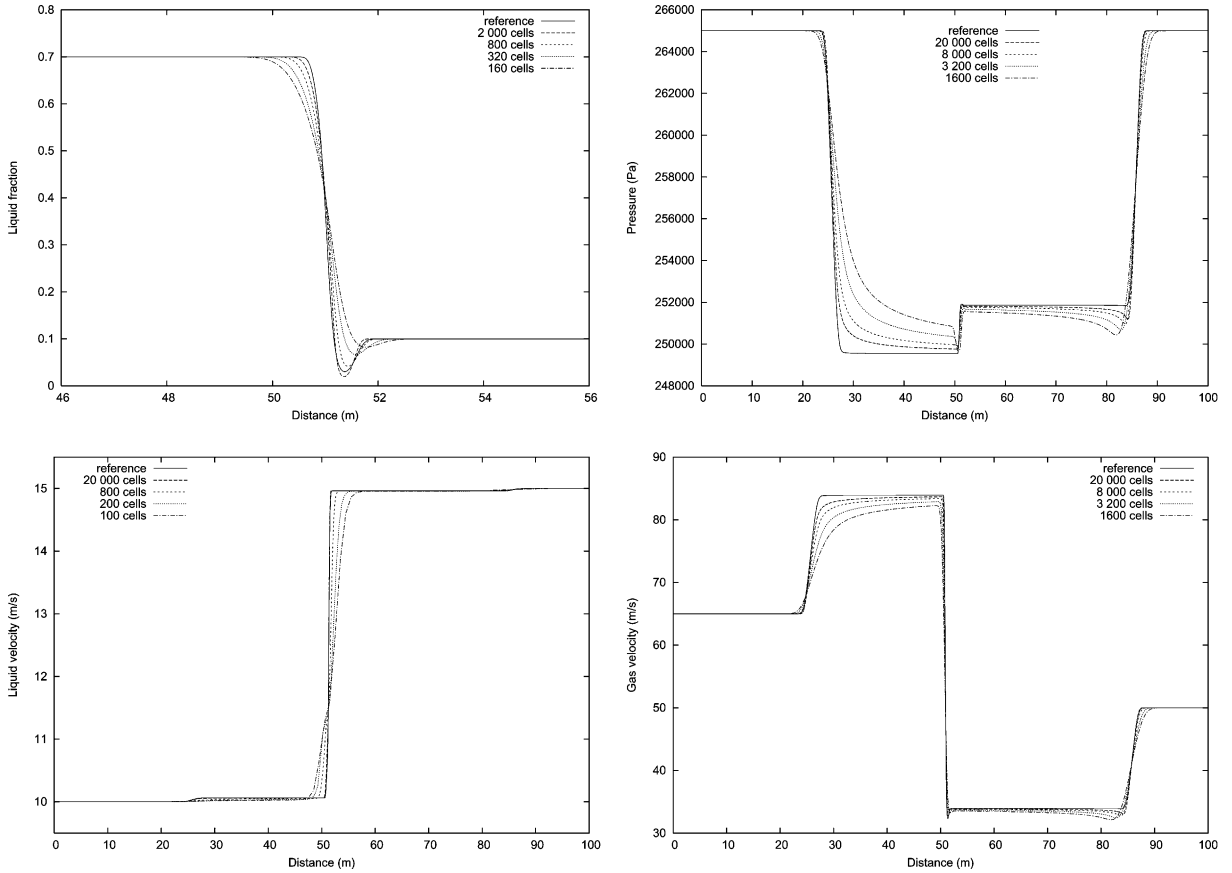 0.8
0.7
0.6
0.5
0.4
0.3
0.2
0.1
0
Liquid fraction
46
48
50
52
54
56
Distance (m)
reference
2 000 cells
800 cells
320 cells
160 cells
266000
264000
262000
260000
258000
256000
254000
252000
250000
248000
Pressure (Pa)
0
10
20
30
40
50
60
70
80
90
100
Distance (m)
reference
20 000 cells
8 000 cells
3 200 cells
1600 cells
15
14
13
12
11
10
Liquid velocity (m/s)
0
10
20
30
40
50
60
70
80
90
100
Distance (m)
reference
20 000 cells
800 cells
200 cells
100 cells
90
80
70
60
50
40
30
Gas velocity (m/s)
0
10
20
30
40
50
60
70
80
90
100
Distance (m)
reference
20 000 cells
8 000 cells
3 200 cells
1600 cells